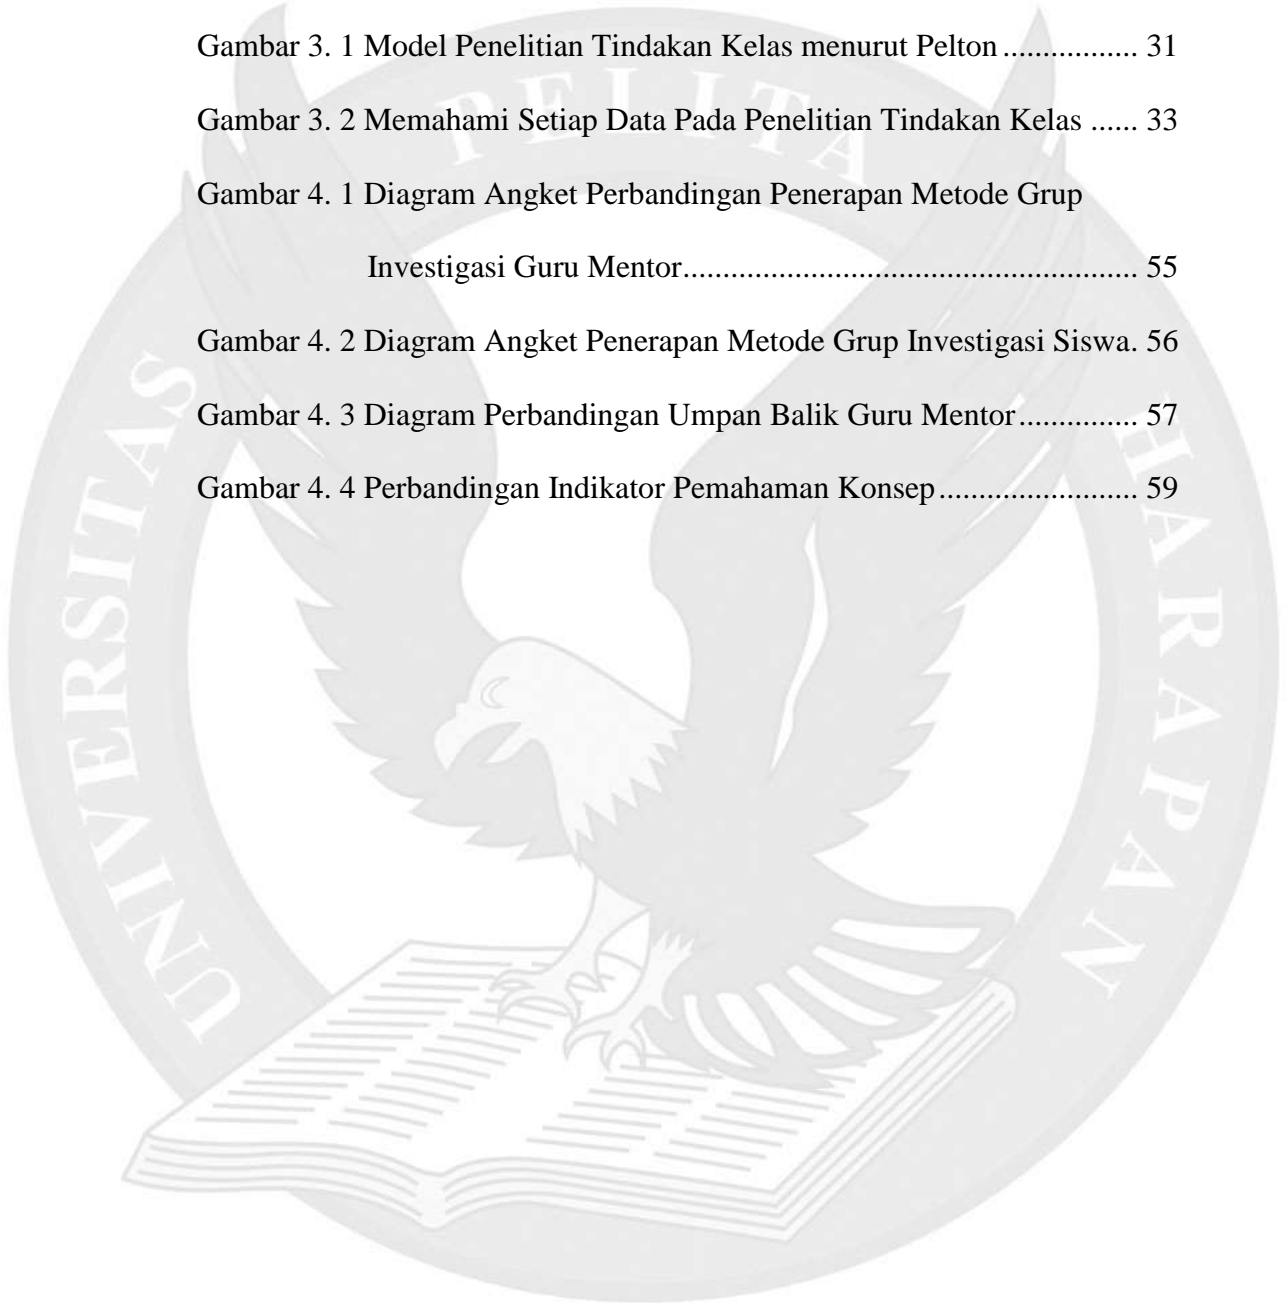 Gambar 3. 1 Model Penelitian Tindakan Kelas menurut Pelton ................ 31
Gambar 3. 2 Memahami Setiap Data Pada Penelitian Tindakan Kelas ...... 33
Gambar 4. 1 Diagram Angket Perbandingan Penerapan Metode Grup
Investigasi Guru Mentor................................................ 55
Gambar 4. 2 Diagram Angket Penerapan Metode Grup Investigasi Siswa. 56
Gambar 4. 3 Diagram Perbandingan Umpan Balik Guru Mentor............... 57
Gambar 4. 4 Perbandingan Indikator Pemahaman Konsep........................ 59
UNIVERSITAS PELITA HARAPAN